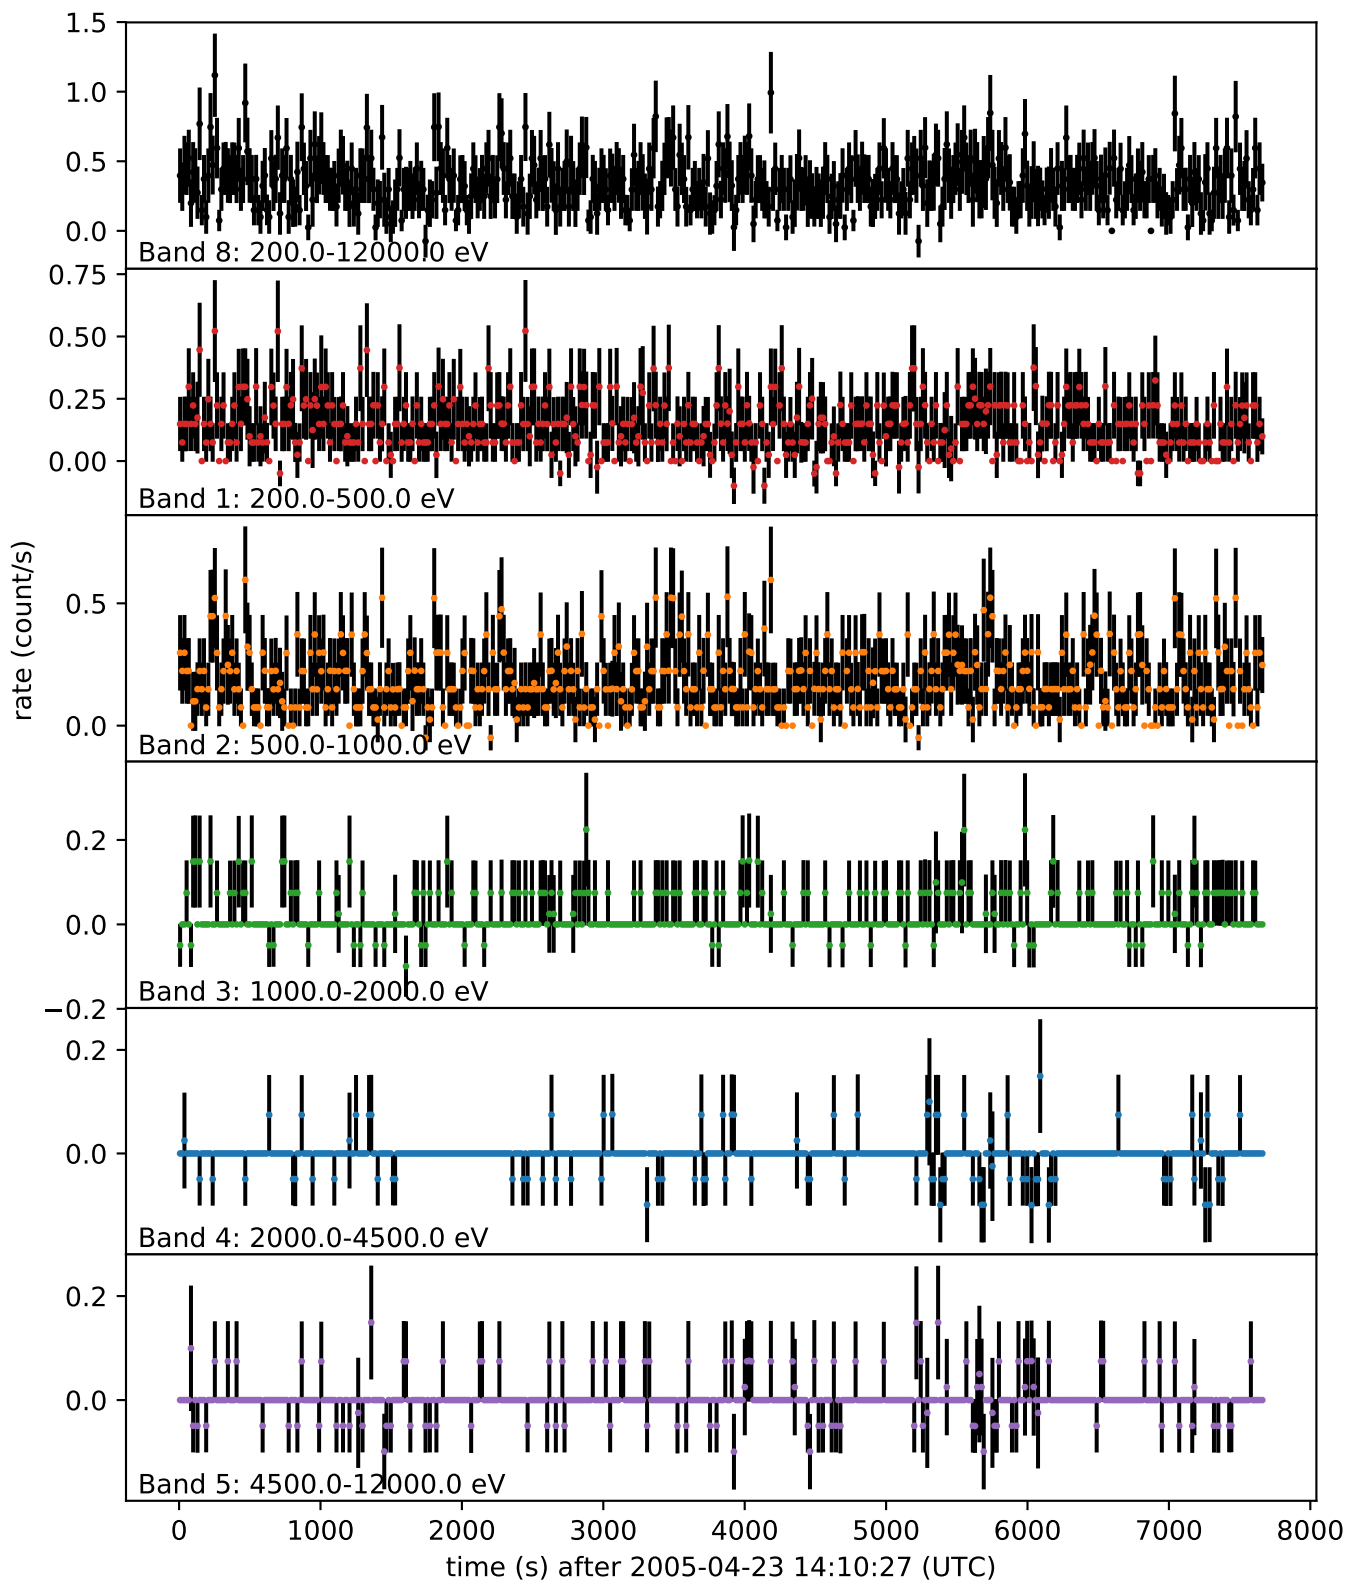 1.5
1.0
0.5
0.0
Band 8: 200.0-12000.0 eV
0.75
0.50
0.25
0.00
Band 1: 200.0-500.0 eV
rate (count/s)
0.5
0.0
Band 2: 500.0-1000.0 eV
0.2
0.0
−0.2
Band 3: 1000.0-2000.0 eV
0.2
0.0
Band 4: 2000.0-4500.0 eV
0.2
0.0
Band 5: 4500.0-12000.0 eV
0 1000 2000 3000 4000 5000 6000 7000 8000
time (s) after 2005-04-23 14:10:27 (UTC)